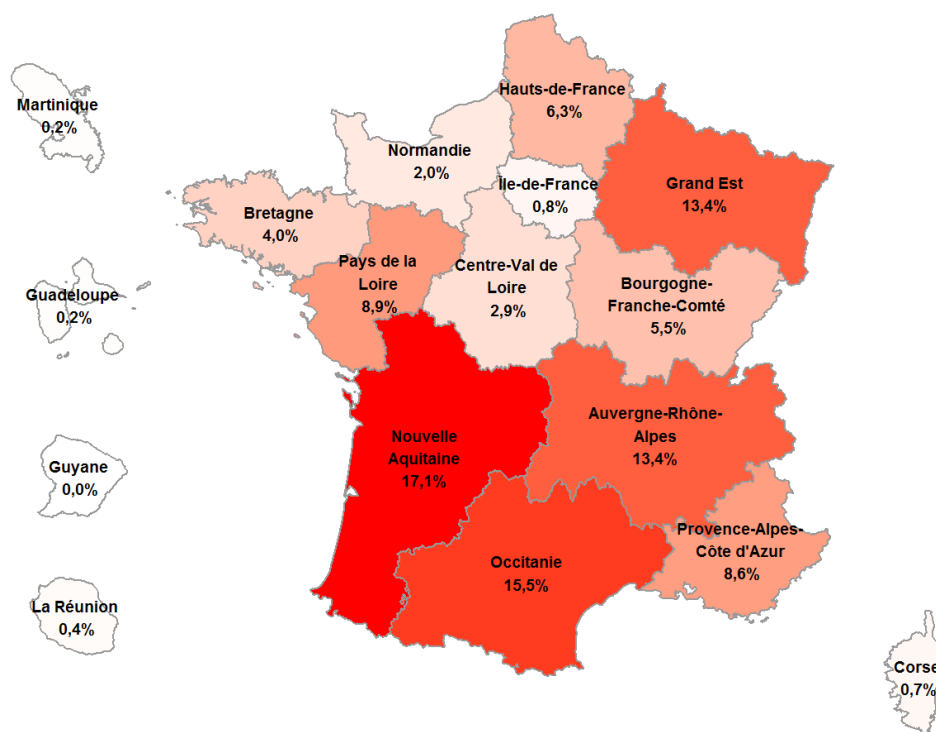 Hauts-de-France
6,3%
Martinique
0,2%
Normandie
2,0%
Île-de-France
0,8%
Grand Est
13,4%
Bretagne
4,0%
Pays de la
Loire
8,9%
Centre-Val de
Loire
2,9%
Bourgogne-
Franche-Comté
5,5%
Guadeloupe
0,2%
Auvergne-Rhône-
Alpes
13,4%
Nouvelle
Aquitaine
17,1%
Guyane
0,0%
Provence-Alpes-
Côte d'Azur
8,6%
Occitanie
15,5%
La Réunion
0,4%
Corse
0,7%